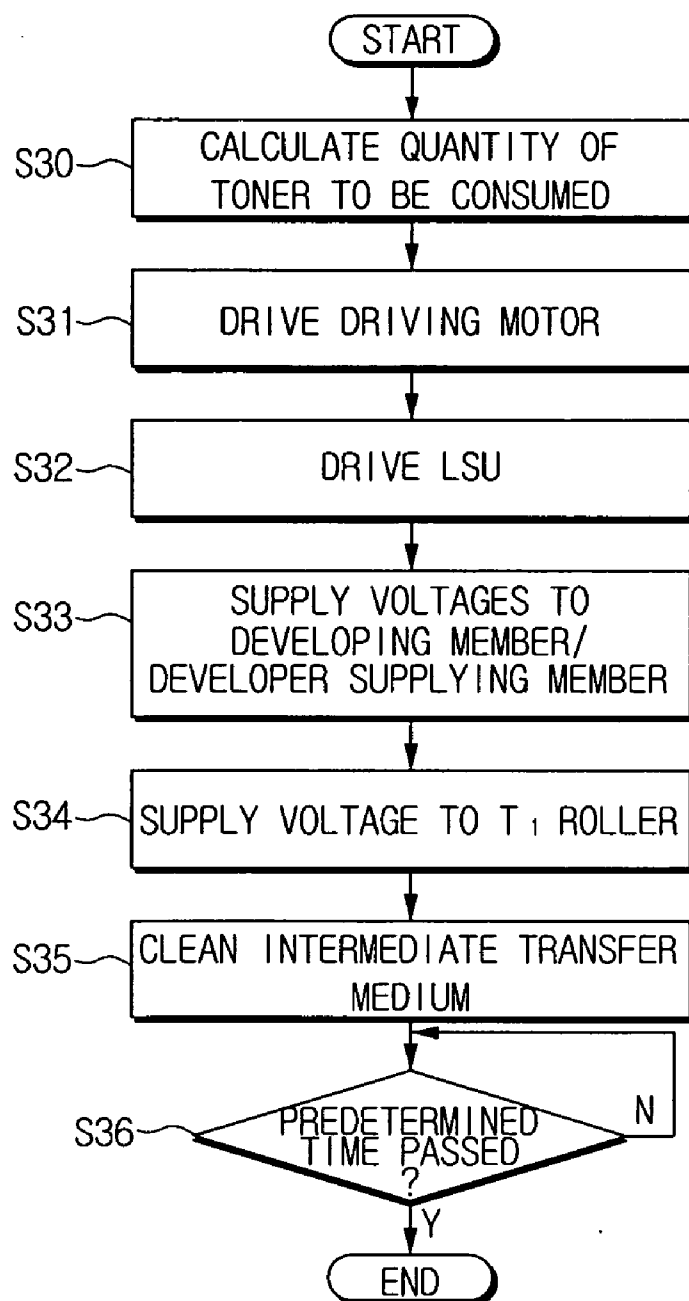 START
S30
CALCULATE QUANTITY OF
TONER TO BE CONSUMED
S31
DRIVE DRIVING MOTOR
S32
DRIVE LSU
S33
SUPPLY VOLTAGES TO
DEVELOPING MEMBER/
DEVELOPER SUPPLYING MEMBER
S34
SUPPLY VOLTAGE TO T1 ROLLER
S35
CLEAN INTERMEDIATE TRANSFER
MEDIUM
S36
PREDETERMINED
TIME PASSED
?
N
Y
END